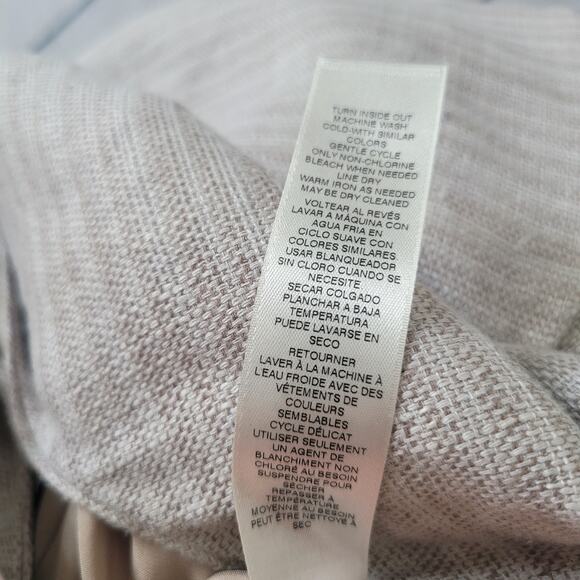 TURN INSIDE OUT
MACHINE WASH
COLD-WITH SIMILAR
COLORS
GENTLE CYCLE
ONLY NON-CHLORINE
BLEACH WHEN NEEDED
LINE DRY
WARM IRON AS NEEDED
MAY BE DRY CLEANED
VOLTEAR AL REVÉS
LAVAR A MÁQUINA CON
AGUA FRIA EN
CICLO SUAVE CON
COLORES SIMILARES
USAR BLANQUEADOR
SIN CLORO CUANDO SE
NECESITE
SECAR COLGADO
PLANCHAR A BAJA
TEMPERATURA
PUEDE LAVARSE EN
SECO
RETOURNER
LAVER À LA MACHINE À
L'EAU FROIDE AVEC DES
VÊTEMENTS DE
COULEURS
SEMBLABLES
CYCLE DÉLICAT
UTILISER SEULEMENT
UN AGENT DE
BLANCHIMENT NON
CHLORÉ AU BESOIN
SUSPENDRE POUR
SÉCHER
REPASSER À
TEMPÉRATURE
MOYENNE AU BESOIN
PEUT ÊTRE NETTOYÉ À
SEC